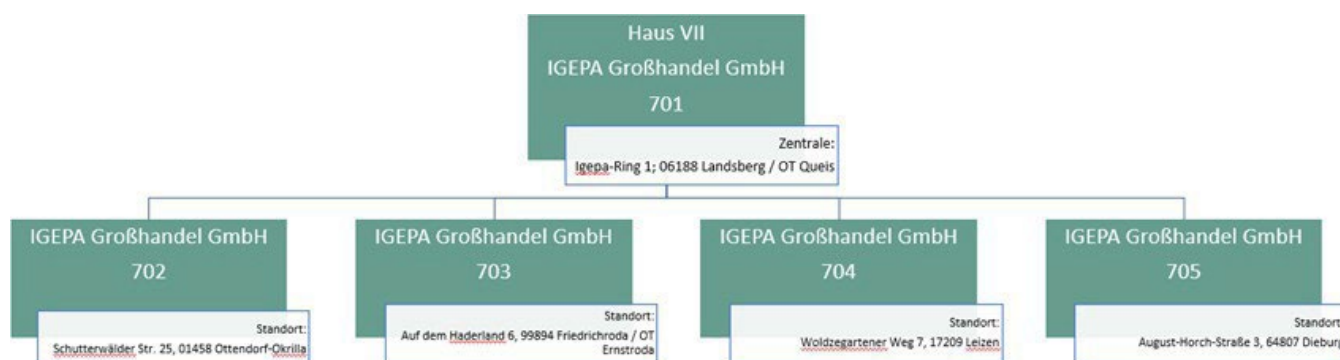 Haus VII
IGEPA Großhandel GmbH
701
Zentrale:
Igepa-Ring 1; 06188 Landsberg / OT Queis
IGEPA Großhandel GmbH
702
Standort:
Schutterwälder Str. 25, 01458 Ottendorf-Okrilla
IGEPA Großhandel GmbH
703
Standort:
Auf dem Haderland 6, 99894 Friedrichroda / OT
Ernstroda
IGEPA Großhandel GmbH
704
Standort:
Woldzegartener Weg 7, 17209 Leizen
IGEPA Großhandel GmbH
705
Standort
August-Horch-Straße 3, 64807 Dieburg